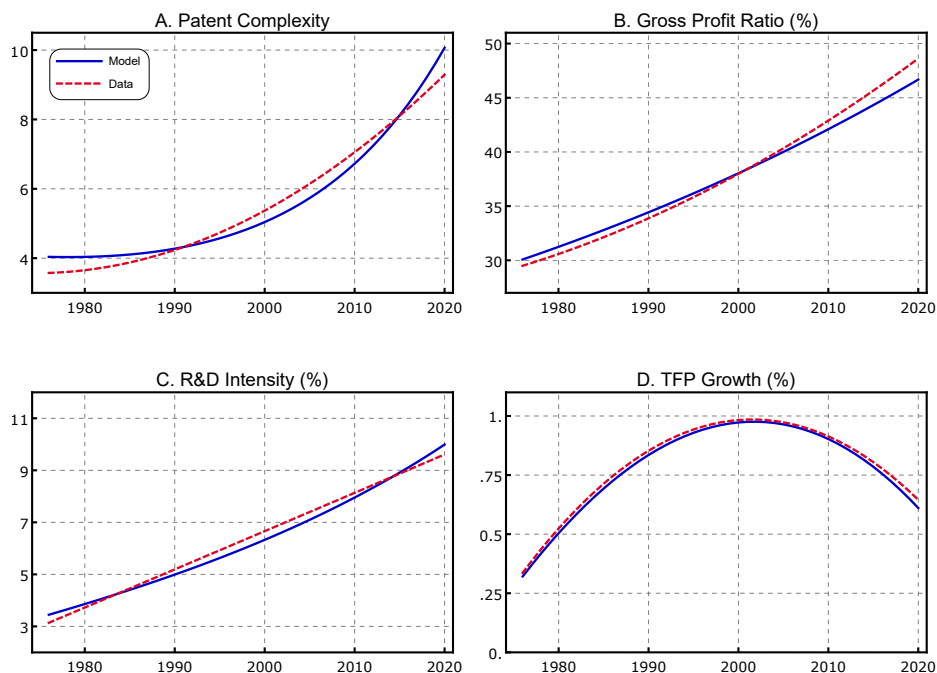 A. Patent Complexity
10
8
6
4
Model
Data
1980 1990 2000 2010 2020
B. Gross Profit Ratio (%)
50
45
40
35
30
1980 1990 2000 2010 2020
C. R&D Intensity (%)
11
9
7
5
3
1980 1990 2000 2010 2020
D. TFP Growth (%)
1.
.75
0.5
.25
0.
1980 1990 2000 2010 2020